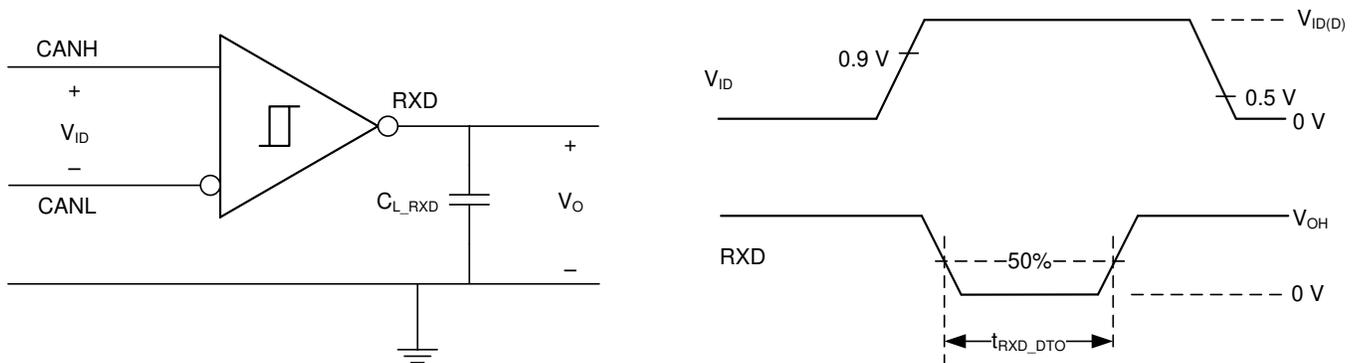 CANH
+
V_ID
–
CANL
RXD
C_L_RXD
+
V_O
–
V_ID
0.9 V
V_ID(D)
0.5 V
0 V
RXD
50%
V_OH
0 V
t_RXD_DTO